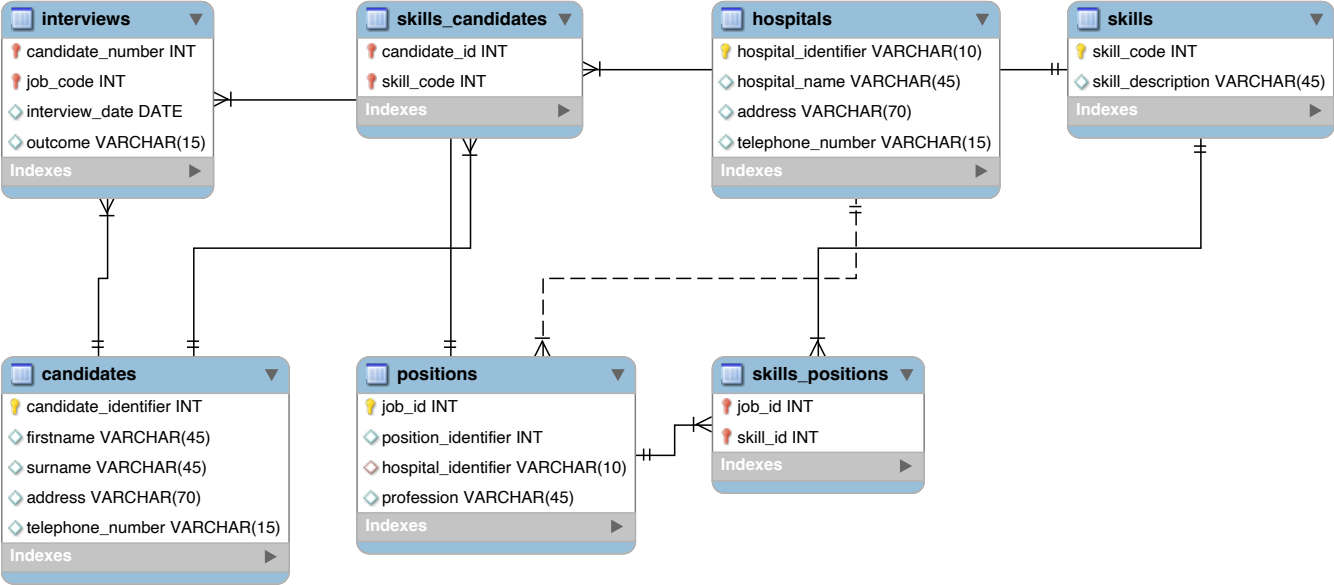 interviews
candidate_number INT
job_code INT
interview_date DATE
outcome VARCHAR(15)
Indexes
skills_candidates
candidate_id INT
skill_code INT
Indexes
hospitals
hospital_identifier VARCHAR(10)
hospital_name VARCHAR(45)
address VARCHAR(70)
telephone_number VARCHAR(15)
Indexes
skills
skill_code INT
skill_description VARCHAR(45)
Indexes
candidates
candidate_identifier INT
firstname VARCHAR(45)
surname VARCHAR(45)
address VARCHAR(70)
telephone_number VARCHAR(15)
Indexes
positions
job_id INT
position_identifier INT
hospital_identifier VARCHAR(10)
profession VARCHAR(45)
Indexes
skills_positions
job_id INT
skill_id INT
Indexes